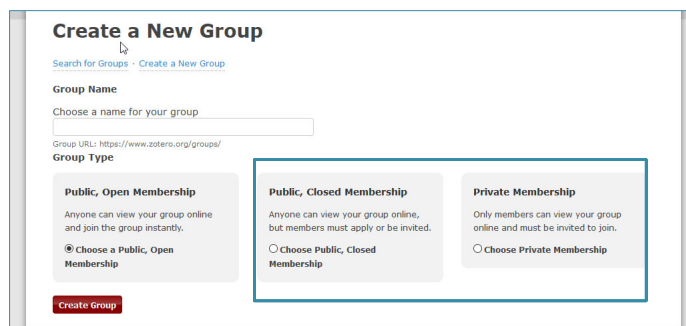 Create a New Group
Search for Groups · Create a New Group
Group Name
Choose a name for your group
Group URL: https://www.zotero.org/groups/
Group Type
Public, Open Membership
Anyone can view your group online
and join the group instantly.
Choose a Public, Open
Membership
Public, Closed Membership
Anyone can view your group online,
but members must apply or be invited.
Choose Public, Closed
Membership
Private Membership
Only members can view your group
online and must be invited to join.
Choose Private Membership
Create Group